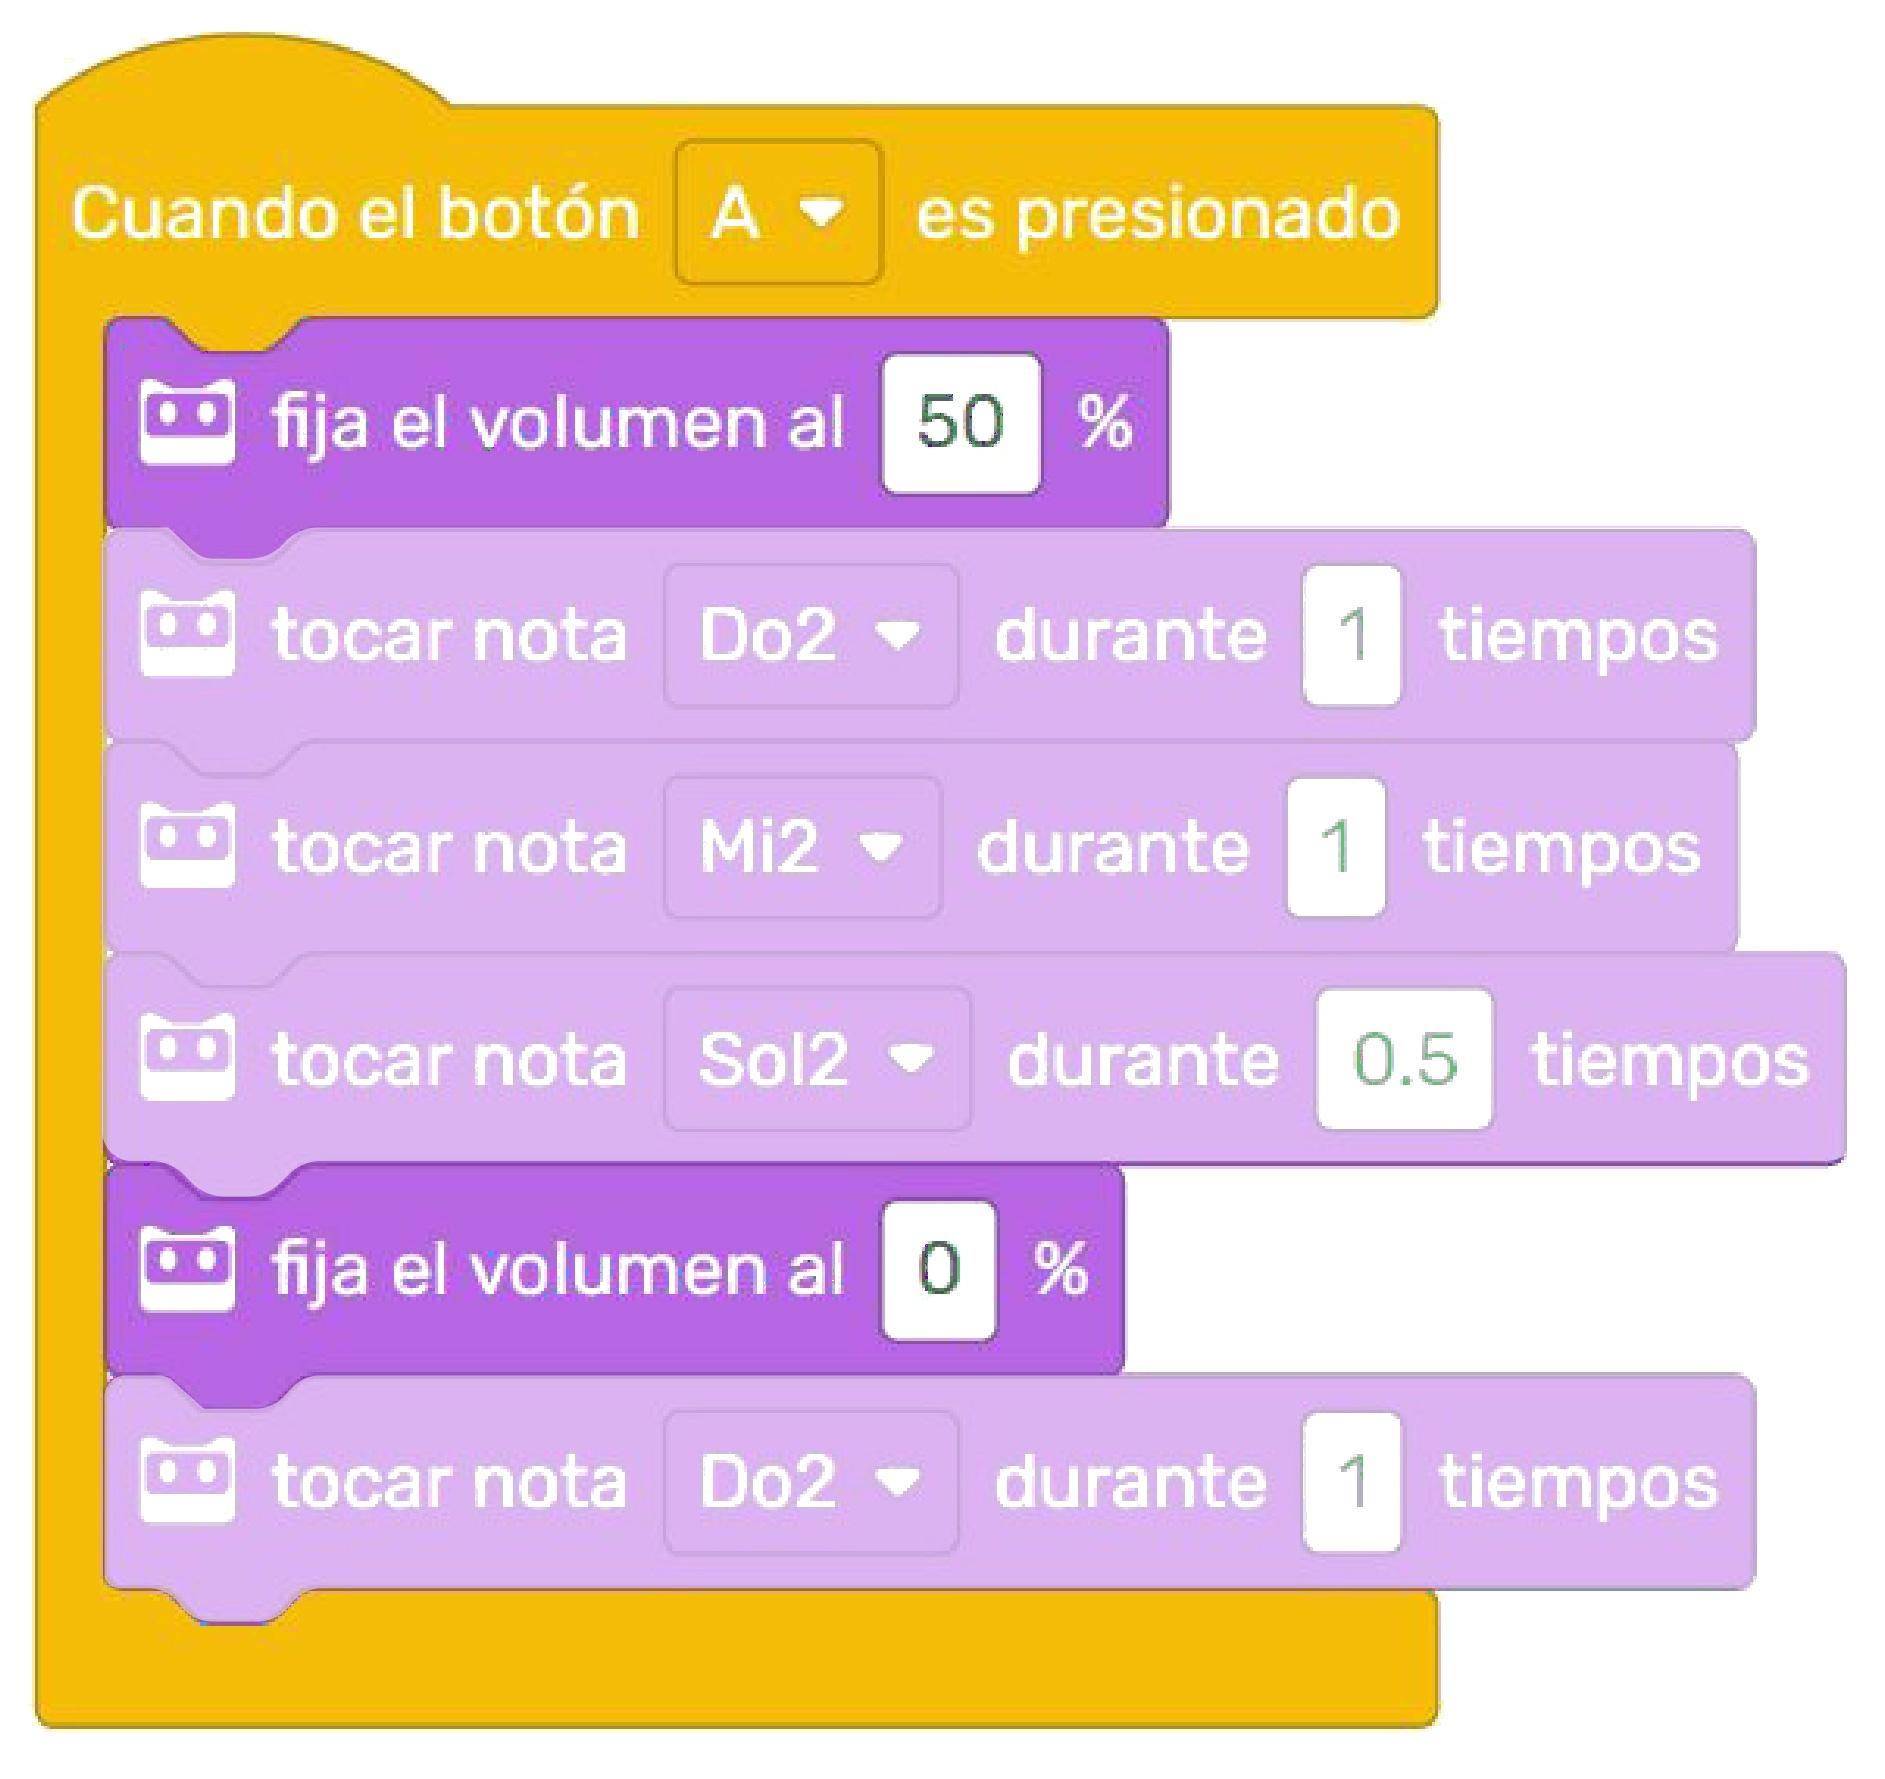 Cuando el botón A es presionado
fija el volumen al 50 %
tocar nota Do2 durante 1 tiempos
tocar nota Mi2 durante 1 tiempos
tocar nota Sol2 durante 0.5 tiempos
fija el volumen al 0 %
tocar nota Do2 durante 1 tiempos